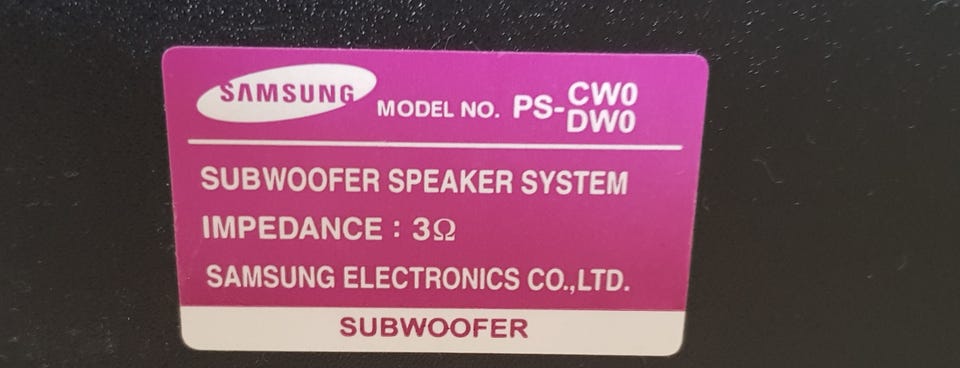 SAMSUNG MODEL NO. PS-CW0
DW0
SUBWOOFER SPEAKER SYSTEM
IMPEDANCE : 3Ω
SAMSUNG ELECTRONICS CO.,LTD.
SUBWOOFER